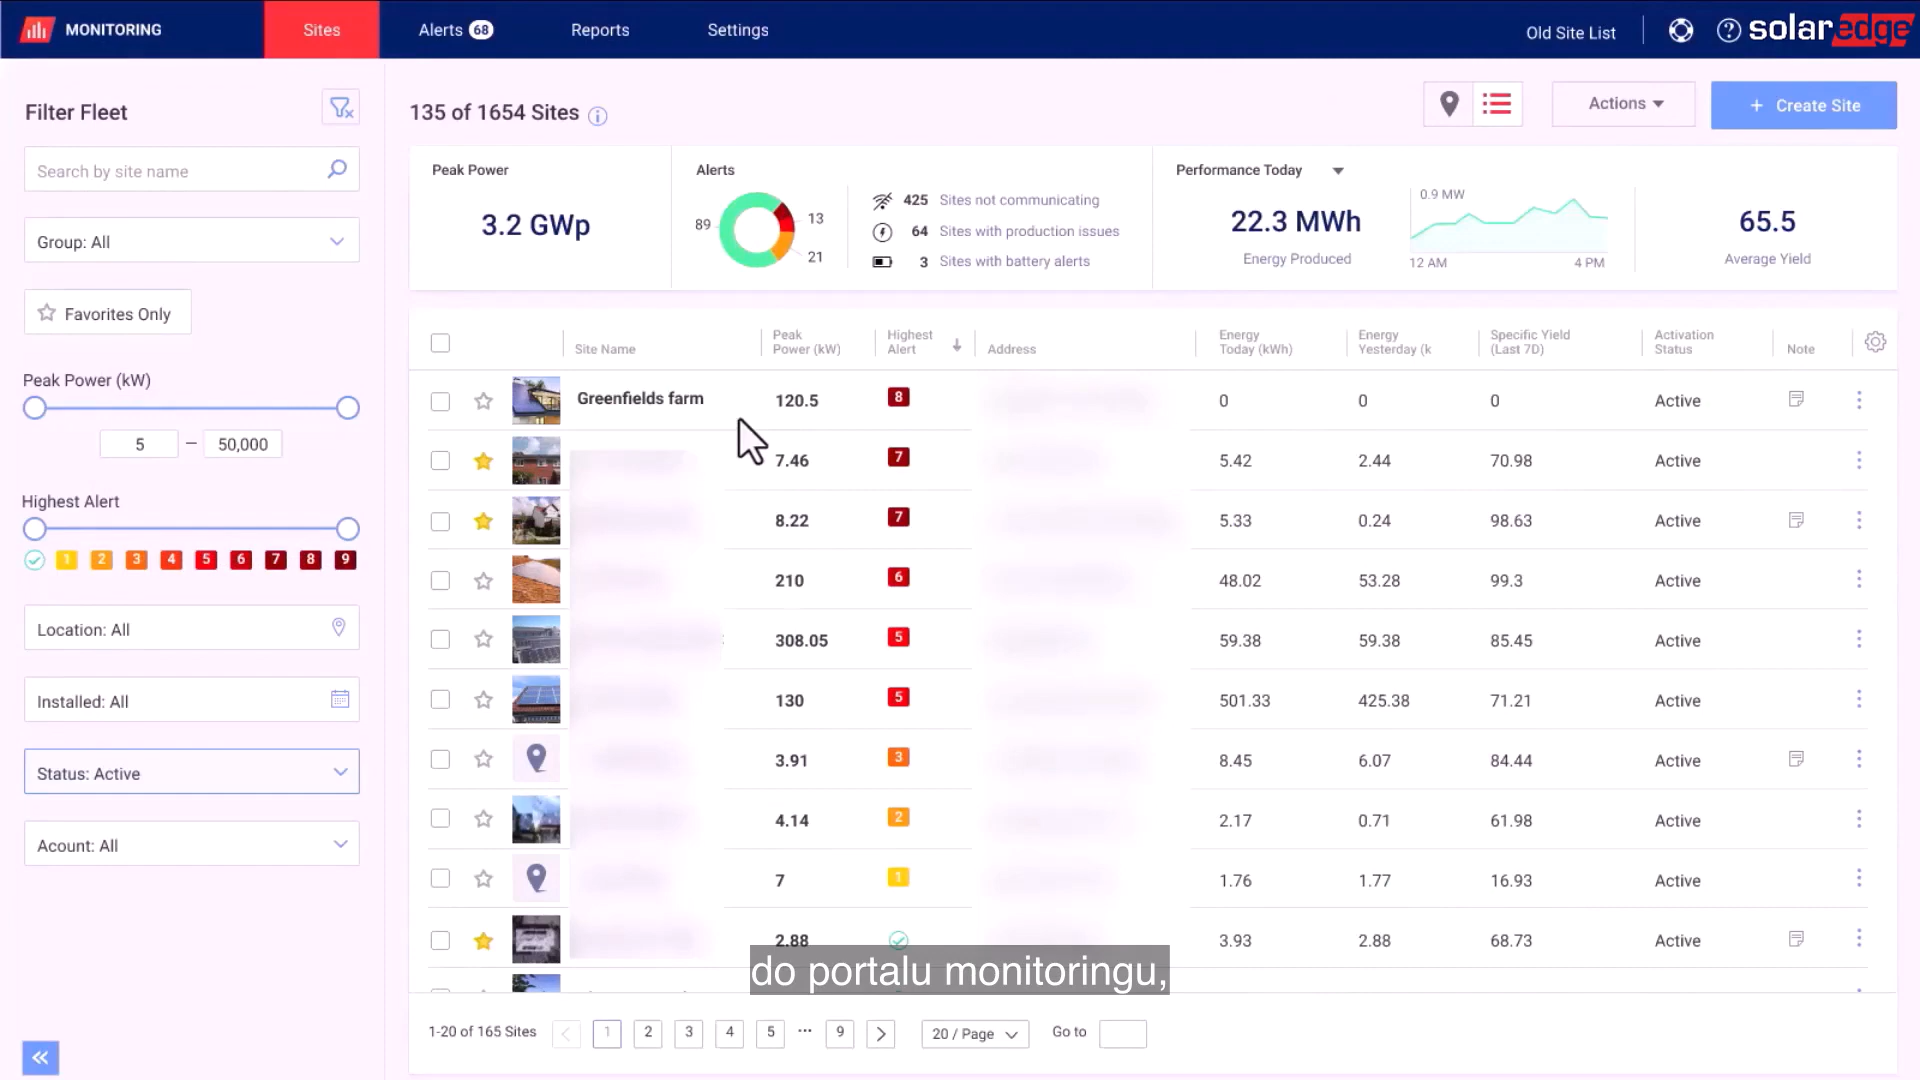 MONITORING
Sites
Alerts 68
Reports
Settings
Old Site List
solaredge
Filter Fleet
Search by site name
Group: All
Favorites Only
Peak Power (kW)
5 – 50,000
Highest Alert
1 2 3 4 5 6 7 8 9
Location: All
Installed: All
Status: Active
Acount: All
135 of 1654 Sites
Actions
+ Create Site
Peak Power
3.2 GWp
Alerts
89
13
21
425 Sites not communicating
64 Sites with production issues
3 Sites with battery alerts
Performance Today
22.3 MWh
Energy Produced
0.9 MW
12 AM
4 PM
65.5
Average Yield
Site Name
Peak Power (kW)
Highest Alert
Address
Energy Today (kWh)
Energy Yesterday (k
Specific Yield (Last 7D)
Activation Status
Note
Greenfields farm 120.5 8 0 0 0 Active
7.46 7 5.42 2.44 70.98 Active
8.22 7 5.33 0.24 98.63 Active
210 6 48.02 53.28 99.3 Active
308.05 5 59.38 59.38 85.45 Active
130 5 501.33 425.38 71.21 Active
3.91 3 8.45 6.07 84.44 Active
4.14 2 2.17 0.71 61.98 Active
7 1 1.76 1.77 16.93 Active
2.88 3.93 2.88 68.73 Active
do portalu monitoringu,
1-20 of 165 Sites
1 2 3 4 5 ··· 9
20 / Page
Go to